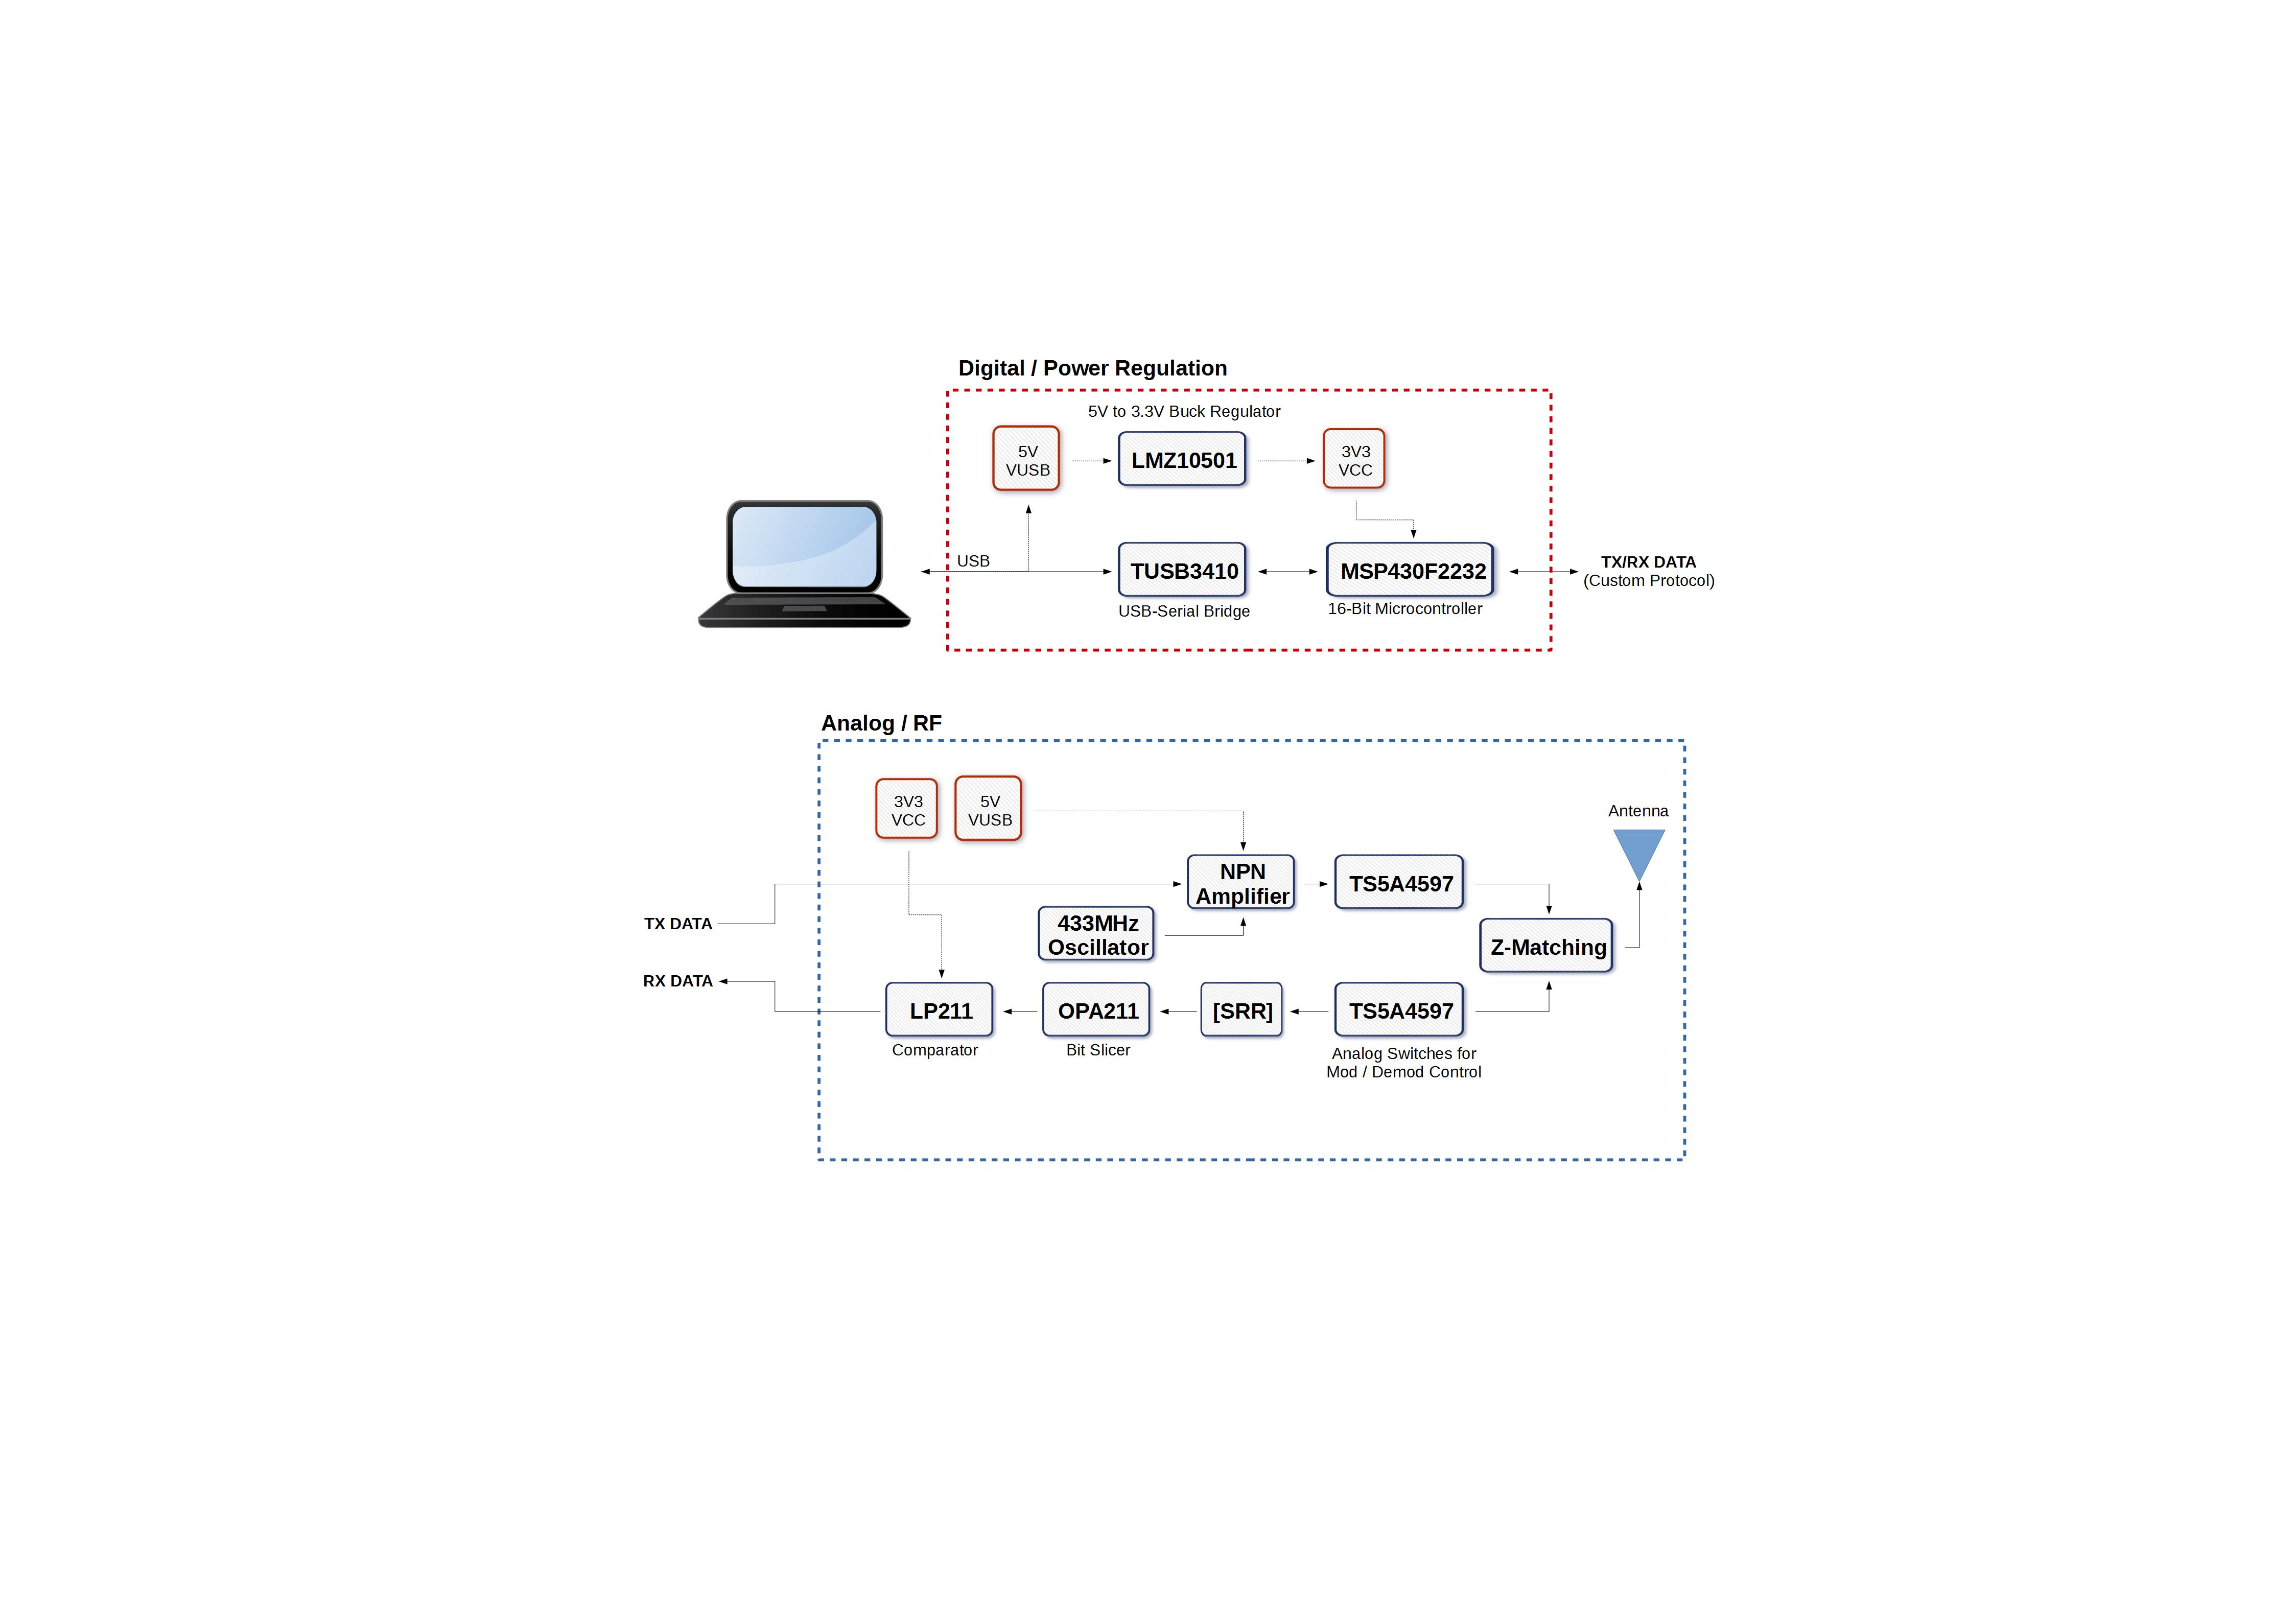 Digital / Power Regulation
5V to 3.3V Buck Regulator
5V
VUSB
LMZ10501
3V3
VCC
USB
TUSB3410
USB-Serial Bridge
MSP430F2232
16-Bit Microcontroller
TX/RX DATA
(Custom Protocol)
Analog / RF
3V3
VCC
5V
VUSB
Antenna
TX DATA
NPN
Amplifier
TS5A4597
433MHz
Oscillator
Z-Matching
RX DATA
LP211
Comparator
OPA211
Bit Slicer
[SRR]
TS5A4597
Analog Switches for
Mod / Demod Control